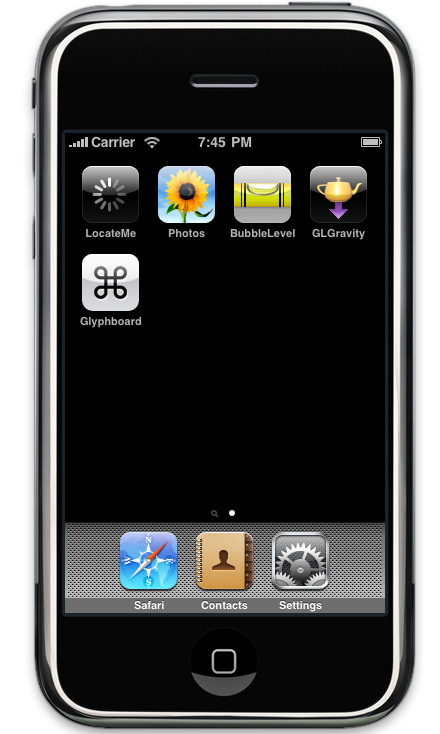 Carrier 7:45 PM
LocateMe Photos BubbleLevel GLGravity
Glyphboard
N
S
Safari Contacts Settings